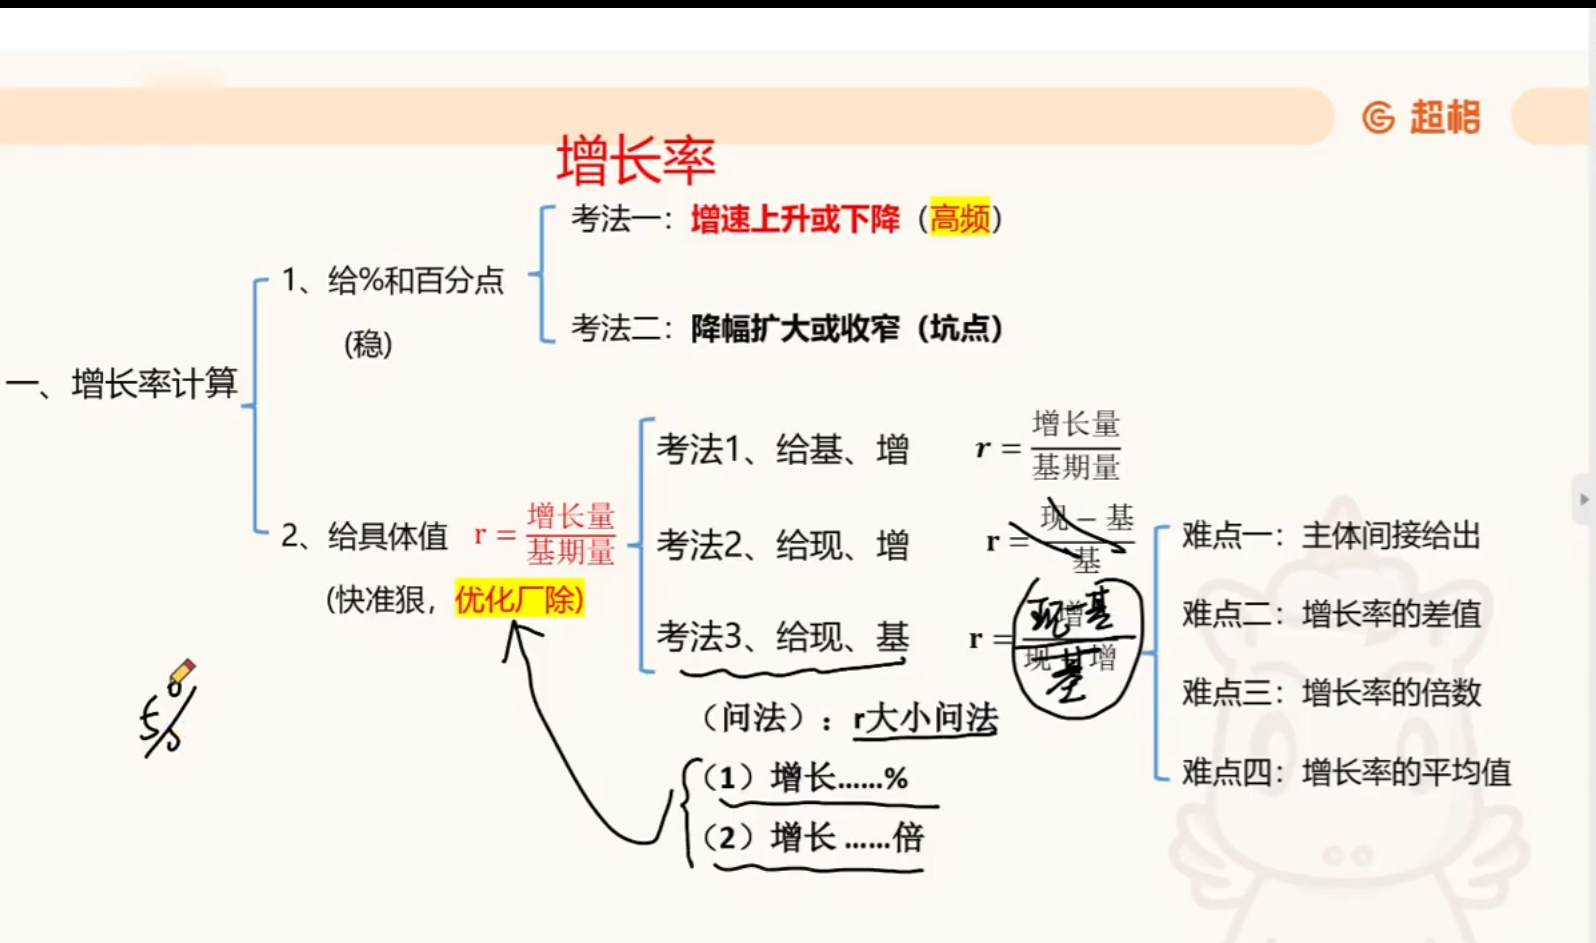 超格
增长率
考法一：增速上升或下降（高频）
1、给%和百分点
(稳)
考法二：降幅扩大或收窄（坑点）
一、增长率计算
考法1、给基、增 r = 增长量/基期量
2、给具体值 r = 增长量/基期量
(快准狠，优化厂除)
考法2、给现、增 r = 现－基/基
考法3、给现、基 r = 现-基/基
难点一：主体间接给出
难点二：增长率的差值
难点三：增长率的倍数
难点四：增长率的平均值
（问法）：r大小问法
（1）增长……%
（2）增长……倍